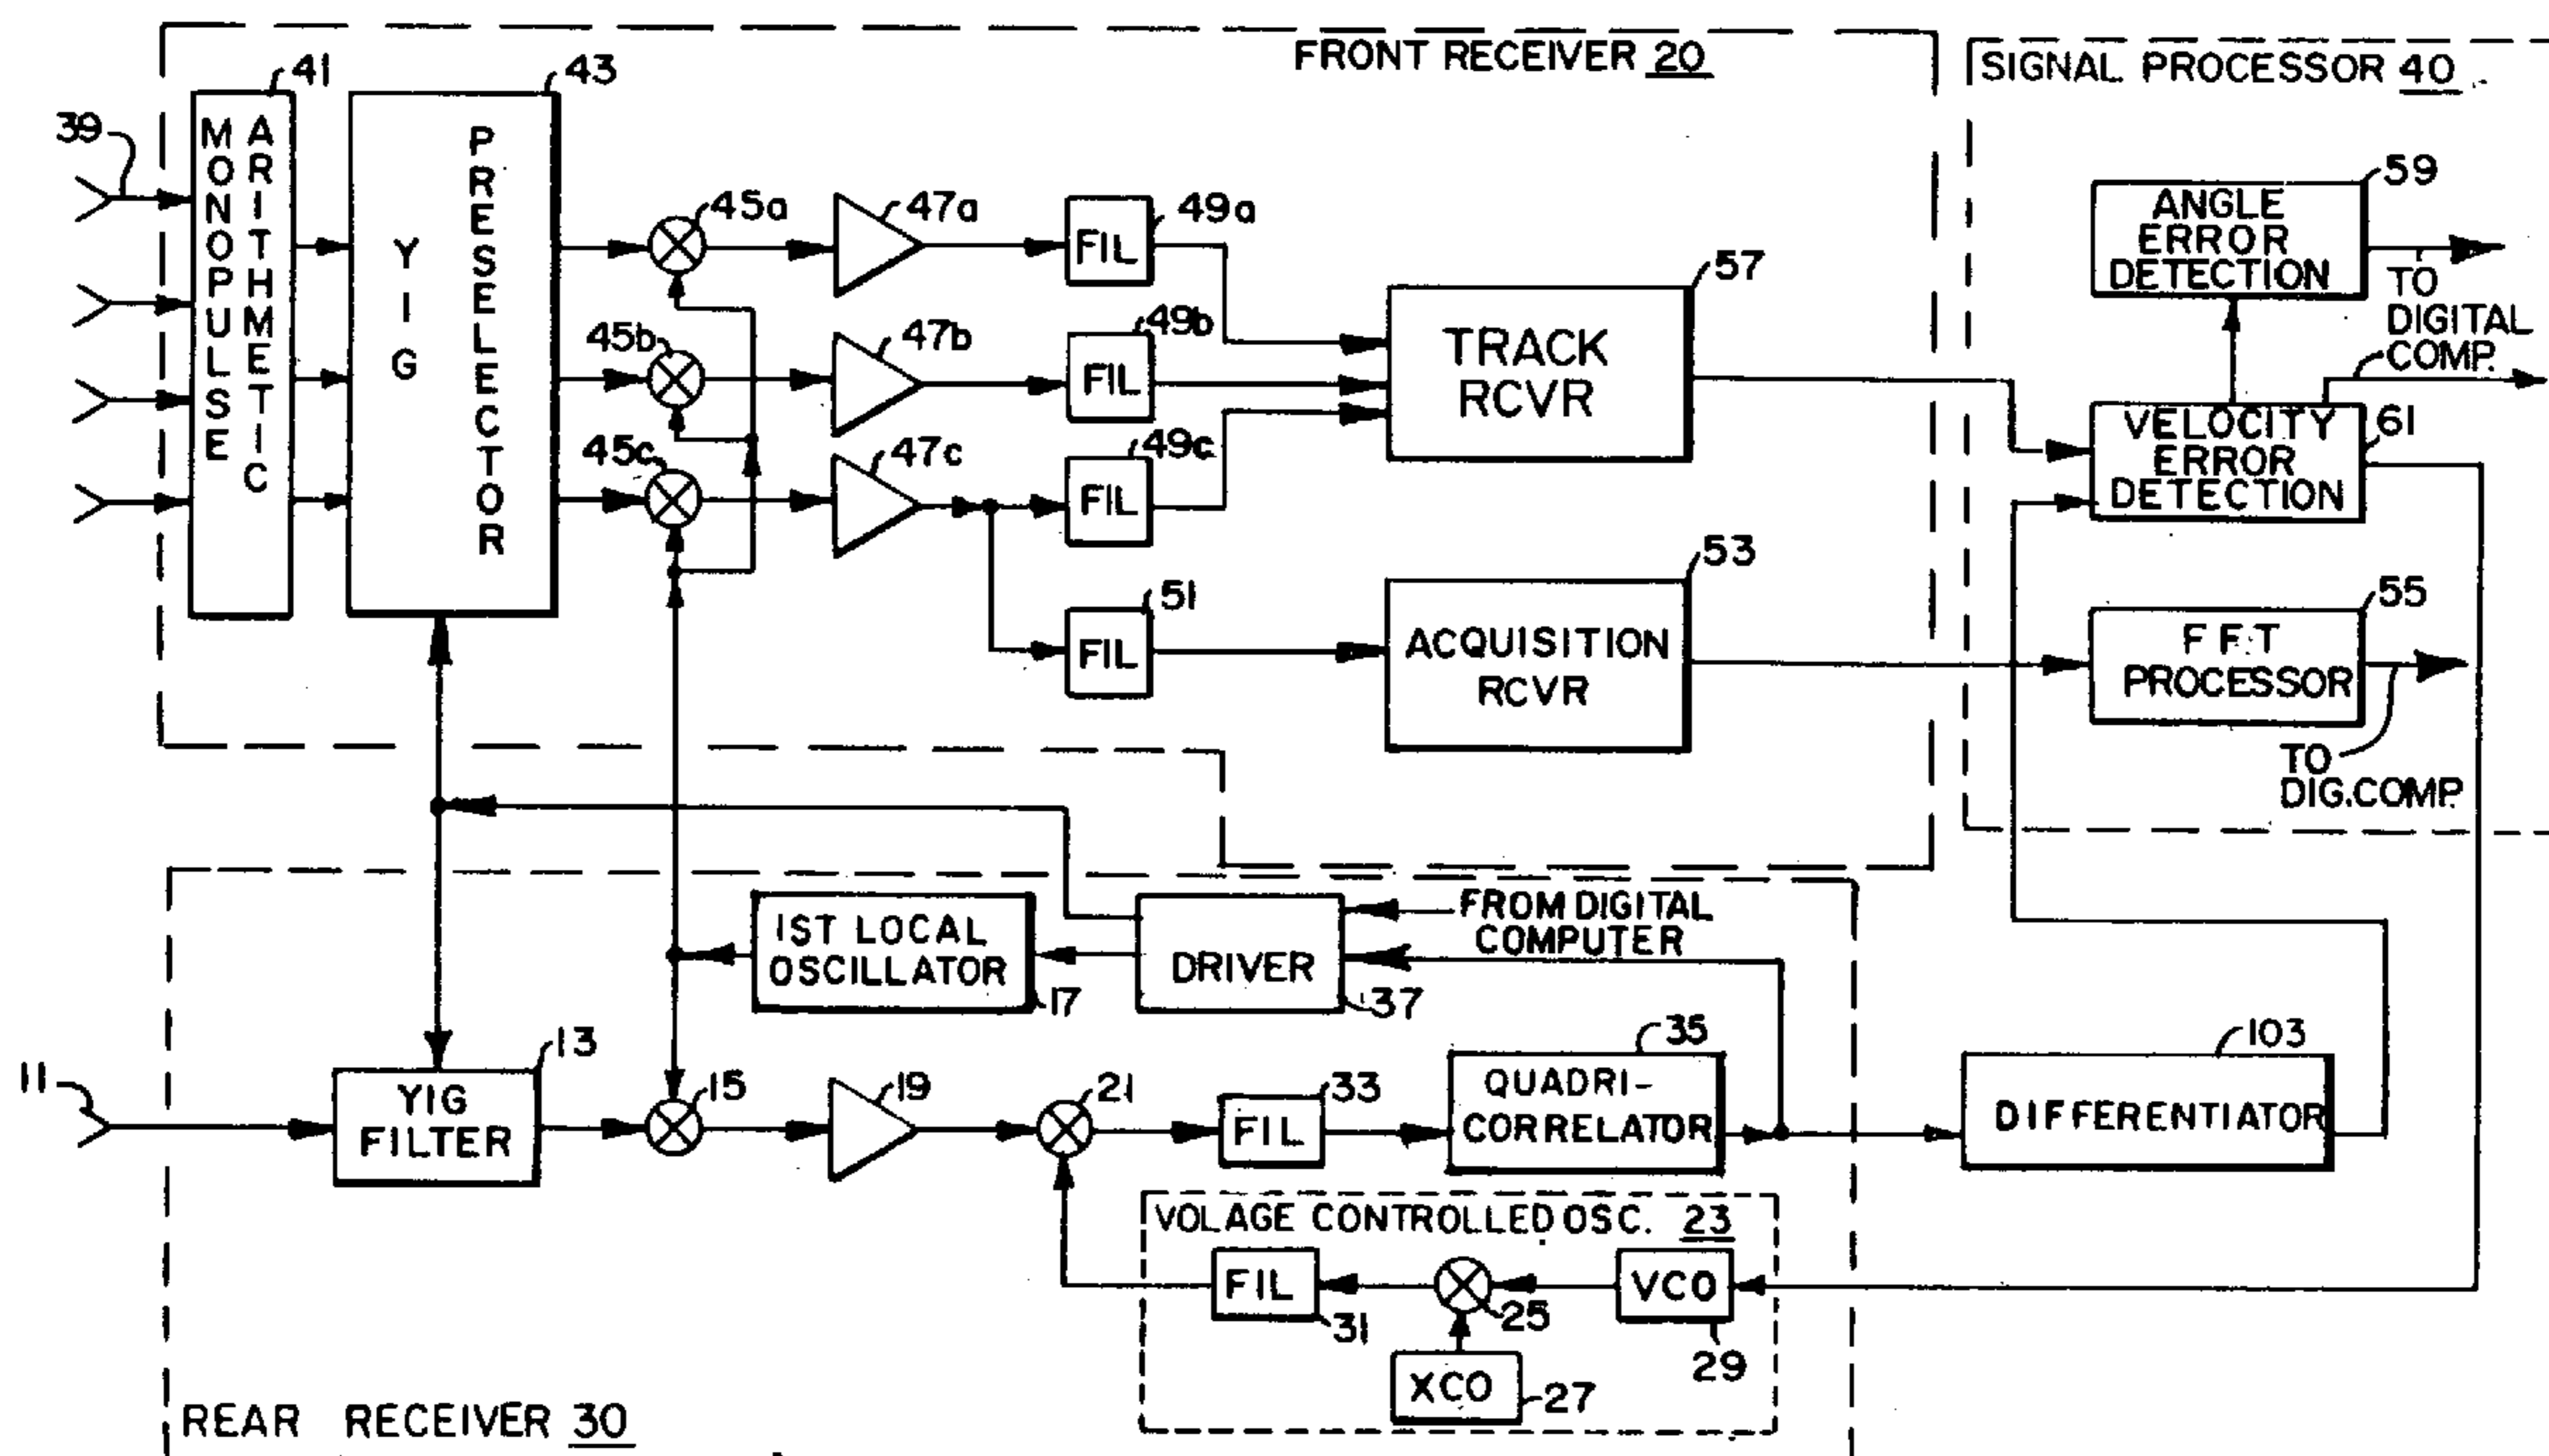 FRONT RECEIVER 20
SIGNAL PROCESSOR 40
41
43
39
MONOPULSE
ARITHMETIC
YIG
PRESELECTOR
45a
47a
49a
FIL
45b
47b
49b
FIL
45c
47c
49c
FIL
51
FIL
57
TRACK
RCVR
53
ACQUISITION
RCVR
59
ANGLE
ERROR
DETECTION
TO
DIGITAL
COMP.
VELOCITY
ERROR
DETECTION
61
55
FFT
PROCESSOR
TO
DIG.COMP.
1ST LOCAL
OSCILLATOR
17
DRIVER
37
FROM DIGITAL
COMPUTER
11
YIG
FILTER
13
15
19
21
33
FIL
35
QUADRI-
CORRELATOR
103
DIFFERENTIATOR
VOLAGE CONTROLLED OSC. 23
FIL
31
25
VCO
29
XCO
27
REAR RECEIVER 30